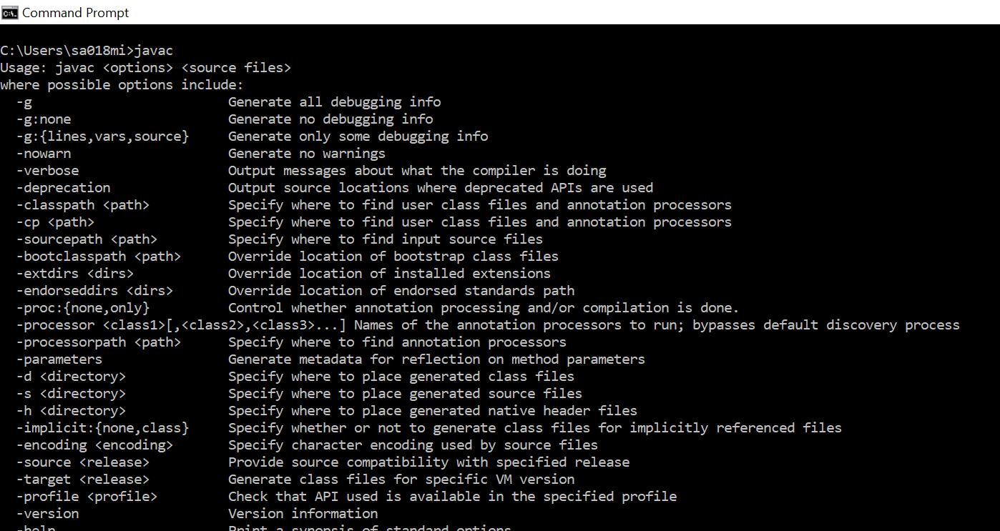 Command Prompt
C:\Users\sa018mi>javac
Usage: javac <options> <source files>
where possible options include:
  -g                         Generate all debugging info
  -g:none                    Generate no debugging info
  -g:{lines,vars,source}     Generate only some debugging info
  -nowarn                    Generate no warnings
  -verbose                   Output messages about what the compiler is doing
  -deprecation               Output source locations where deprecated APIs are used
  -classpath <path>          Specify where to find user class files and annotation processors
  -cp <path>                 Specify where to find user class files and annotation processors
  -sourcepath <path>         Specify where to find input source files
  -bootclasspath <path>      Override location of bootstrap class files
  -extdirs <dirs>            Override location of installed extensions
  -endorseddirs <dirs>       Override location of endorsed standards path
  -proc:{none,only}          Control whether annotation processing and/or compilation is done.
  -processor <class1>[,<class2>,<class3>...] Names of the annotation processors to run; bypasses default discovery process
  -processorpath <path>      Specify where to find annotation processors
  -parameters                Generate metadata for reflection on method parameters
  -d <directory>             Specify where to place generated class files
  -s <directory>             Specify where to place generated source files
  -h <directory>             Specify where to place generated native header files
  -implicit:{none,class}     Specify whether or not to generate class files for implicitly referenced files
  -encoding <encoding>       Specify character encoding used by source files
  -source <release>          Provide source compatibility with specified release
  -target <release>          Generate class files for specific VM version
  -profile <profile>         Check that API used is available in the specified profile
  -version                   Version information
  -help                      Print a synopsis of standard options